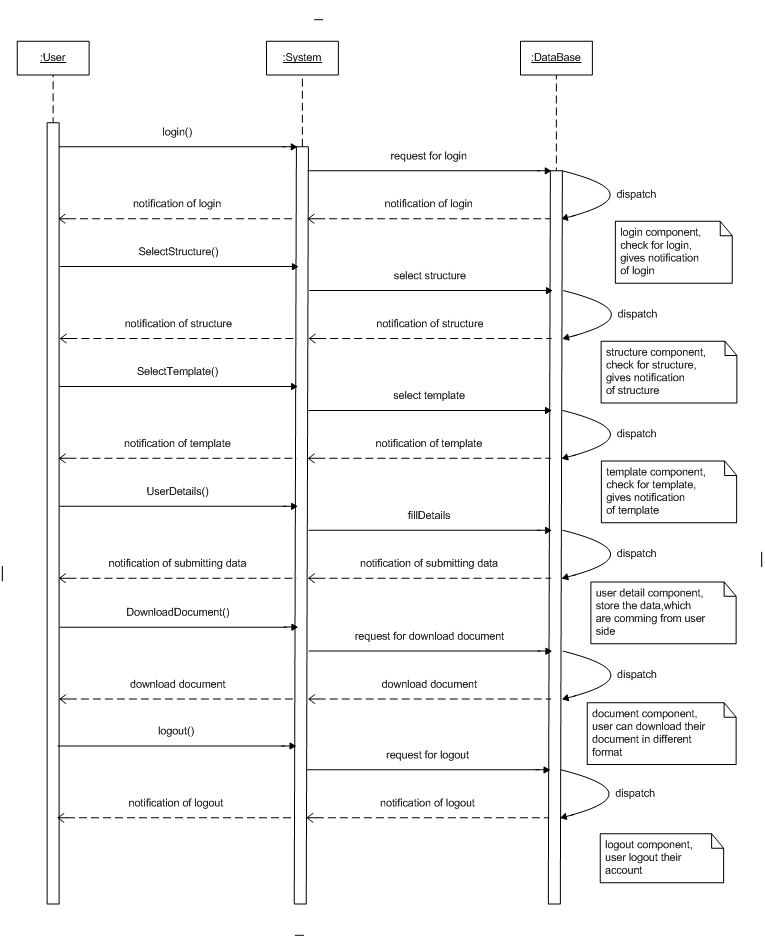 :User
:System
:DataBase
login()
request for login
dispatch
notification of login
notification of login
login component,
check for login,
gives notification
of login
SelectStructure()
select structure
dispatch
notification of structure
notification of structure
structure component,
check for structure,
gives notification
of structure
SelectTemplate()
select template
dispatch
notification of template
notification of template
template component,
check for template,
gives notification
of template
UserDetails()
fillDetails
dispatch
notification of submitting data
notification of submitting data
user detail component,
store the data,which
are comming from user
side
DownloadDocument()
request for download document
dispatch
download document
download document
document component,
user can download their
document in different
format
logout()
request for logout
dispatch
notification of logout
notification of logout
logout component,
user logout their
account